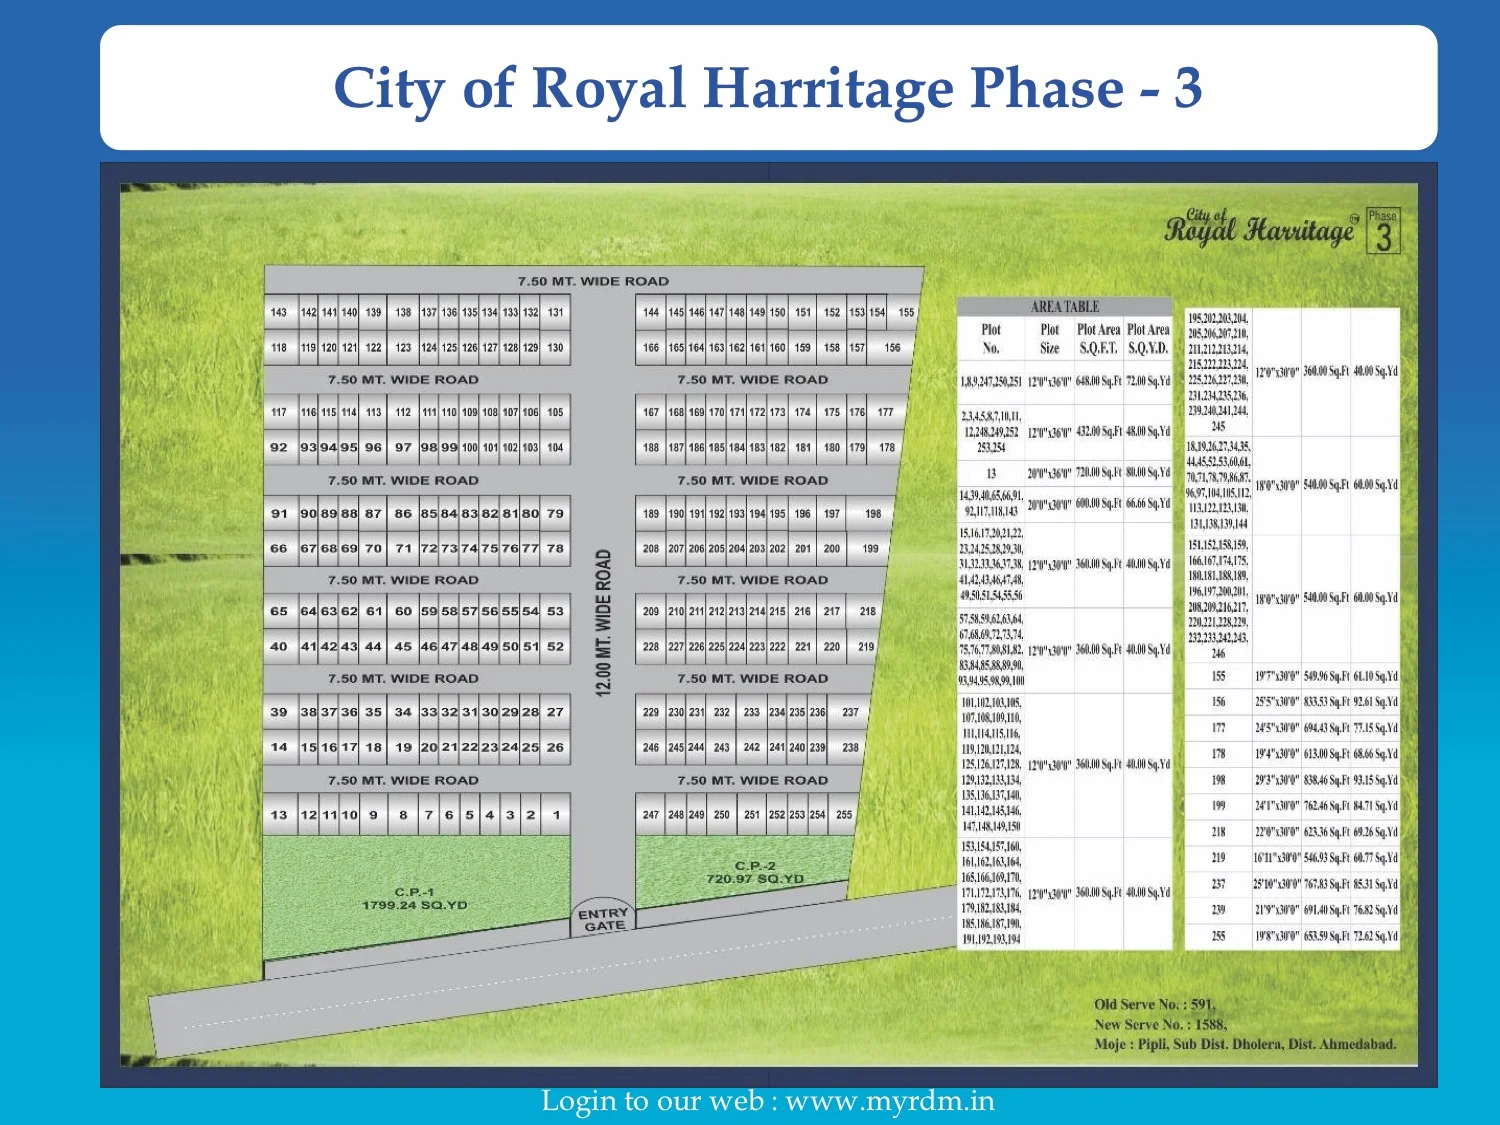 City of Royal Harritage Phase - 3
City of
Royal Harritage TM
Phase
3
7.50 MT. WIDE ROAD
143 142 141 140 139 138 137 136 135 134 133 132 131
144 145 146 147 148 149 150 151 152 153 154 155
118 119 120 121 122 123 124 125 126 127 128 129 130
166 165 164 163 162 161 160 159 158 157 156
7.50 MT. WIDE ROAD
7.50 MT. WIDE ROAD
117 116 115 114 113 112 111 110 109 108 107 106 105
167 168 169 170 171 172 173 174 175 176 177
92 93 94 95 96 97 98 99 100 101 102 103 104
188 187 186 185 184 183 182 181 180 179 178
7.50 MT. WIDE ROAD
7.50 MT. WIDE ROAD
91 90 89 88 87 86 85 84 83 82 81 80 79
189 190 191 192 193 194 195 196 197 198
66 67 68 69 70 71 72 73 74 75 76 77 78
208 207 206 205 204 203 202 201 200 199
7.50 MT. WIDE ROAD
7.50 MT. WIDE ROAD
65 64 63 62 61 60 59 58 57 56 55 54 53
209 210 211 212 213 214 215 216 217 218
40 41 42 43 44 45 46 47 48 49 50 51 52
228 227 226 225 224 223 222 221 220 219
7.50 MT. WIDE ROAD
7.50 MT. WIDE ROAD
39 38 37 36 35 34 33 32 31 30 29 28 27
229 230 231 232 233 234 235 236 237
14 15 16 17 18 19 20 21 22 23 24 25 26
246 245 244 243 242 241 240 239 238
7.50 MT. WIDE ROAD
7.50 MT. WIDE ROAD
13 12 11 10 9 8 7 6 5 4 3 2 1
247 248 249 250 251 252 253 254 255
12.00 MT. WIDE ROAD
C.P.-1
1799.24 SQ.YD
C.P.-2
720.97 SQ.YD
ENTRY
GATE
AREA TABLE
Plot Plot Plot Area Plot Area
No. Size S.Q.F.T. S.Q.Y.D.
1,8,9,247,250,251 12'0"x36'0" 648.00 Sq.Ft 72.00 Sq.Yd
2,3,4,5,8,7,10,11,
12,248,249,252 12'0"x36'0" 432.00 Sq.Ft 48.00 Sq.Yd
253,254
13 20'0"x36'0" 720.00 Sq.Ft 80.00 Sq.Yd
14,39,40,65,66,91, 20'0"x30'0" 600.00 Sq.Ft 66.66 Sq.Yd
92,117,118,143
15,16,17,20,21,22,
23,24,25,28,29,30,
31,32,33,36,37,38, 12'0"x30'0" 360.00 Sq.Ft 40.00 Sq.Yd
41,42,43,46,47,48,
49,50,51,54,55,56
57,58,59,62,63,64,
67,68,69,72,73,74,
75,76,77,80,81,82, 12'0"x30'0" 360.00 Sq.Ft 40.00 Sq.Yd
83,84,85,88,89,90,
93,94,95,98,99,100
101,102,103,105,
107,108,109,110,
111,114,115,116,
119,120,121,124,
125,126,127,128, 12'0"x30'0" 360.00 Sq.Ft 40.00 Sq.Yd
129,132,133,134,
135,136,137,140,
141,142,145,146,
147,148,149,150
153,154,157,160,
161,162,163,164,
165,166,169,170,
171,172,173,176, 12'0"x30'0" 360.00 Sq.Ft 40.00 Sq.Yd
179,182,183,184,
185,186,187,190,
191,192,193,194
195,202,203,204,
205,206,207,210,
211,212,213,214,
215,222,223,224, 12'0"x30'0" 360.00 Sq.Ft 40.00 Sq.Yd
225,226,227,230,
231,234,235,236,
239,240,241,244,
245
18,19,26,27,34,35,
44,45,52,53,60,61,
70,71,78,79,86,87, 18'0"x30'0" 540.00 Sq.Ft 60.00 Sq.Yd
96,97,104,105,112,
113,122,123,130,
131,138,139,144
151,152,158,159,
166,167,174,175,
180,181,188,189,
196,197,200,201, 18'0"x30'0" 540.00 Sq.Ft 60.00 Sq.Yd
208,209,216,217,
220,221,228,229,
232,233,242,243,
246
155 19'7"x30'0" 549.96 Sq.Ft 61.10 Sq.Yd
156 25'5"x30'0" 833.53 Sq.Ft 92.61 Sq.Yd
177 24'5"x30'0" 694.43 Sq.Ft 77.15 Sq.Yd
178 19'4"x30'0" 613.00 Sq.Ft 68.66 Sq.Yd
198 29'3"x30'0" 838.46 Sq.Ft 93.15 Sq.Yd
199 24'1"x30'0" 762.46 Sq.Ft 84.71 Sq.Yd
218 22'0"x30'0" 623.36 Sq.Ft 69.26 Sq.Yd
219 16'11"x30'0" 546.93 Sq.Ft 60.77 Sq.Yd
237 25'10"x30'0" 767.83 Sq.Ft 85.31 Sq.Yd
239 21'9"x30'0" 691.40 Sq.Ft 76.82 Sq.Yd
255 19'8"x30'0" 653.59 Sq.Ft 72.62 Sq.Yd
Old Serve No. : 591,
New Serve No. : 1588,
Moje : Pipli, Sub Dist. Dholera, Dist. Ahmedabad.
Login to our web : www.myrdm.in